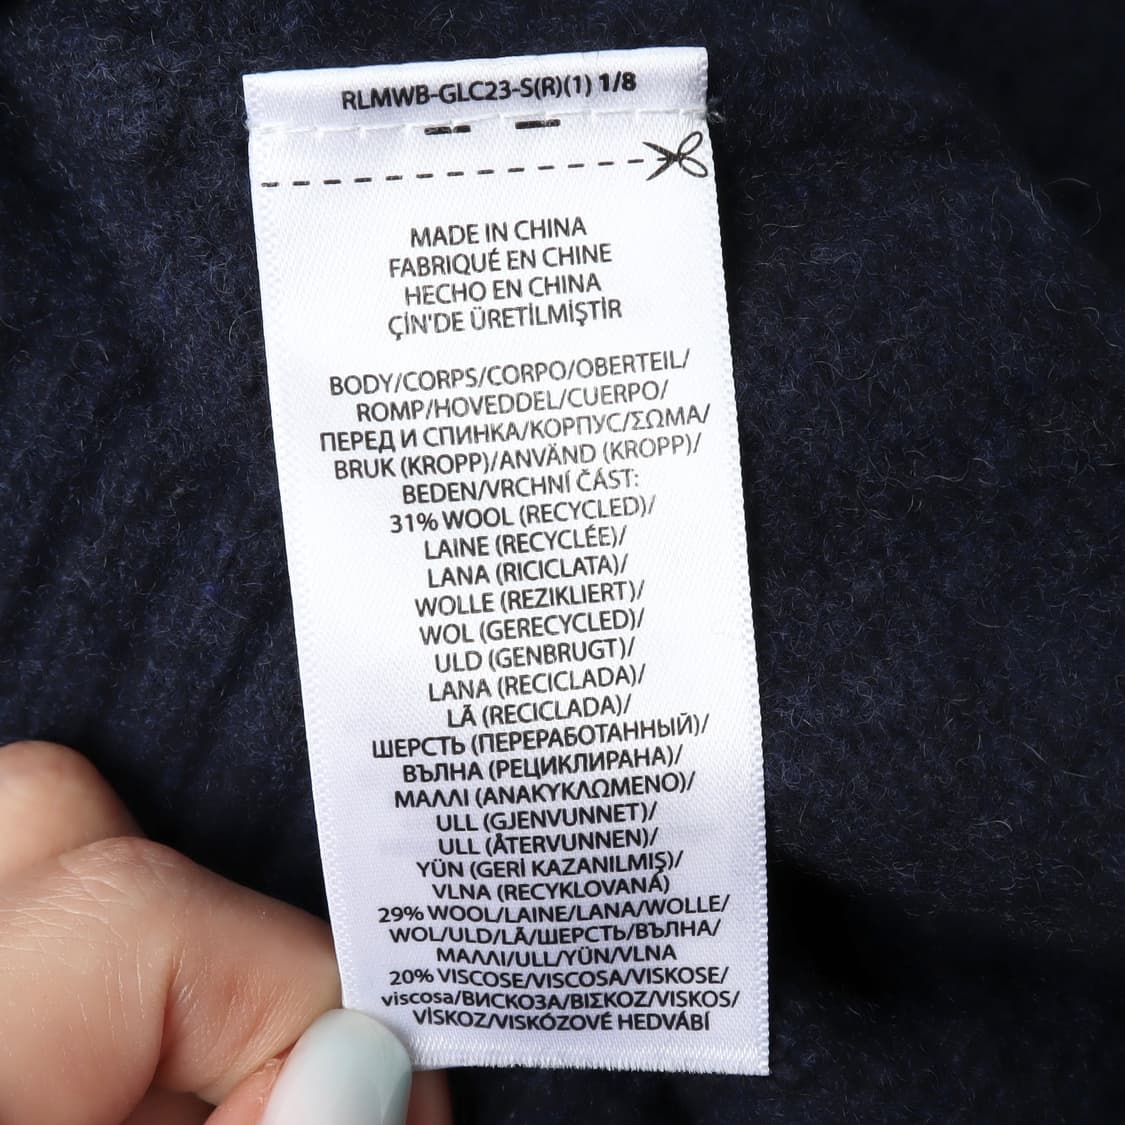 RLMWB-GLC23-S(R)(1) 1/8
MADE IN CHINA
FABRIQUÉ EN CHINE
HECHO EN CHINA
ÇİN'DE ÜRETİLMİŞTİR
BODY/CORPS/CORPO/OBERTEIL/
ROMP/HOVEDDEL/CUERPO/
ПЕРЕД И СПИНКА/КОРПУС/ΣΩΜΑ/
BRUK (KROPP)/ANVÄND (KROPP)/
BEDEN/VRCHNÍ ČÁST:
31% WOOL (RECYCLED)/
LAINE (RECYCLÉE)/
LANA (RICICLATA)/
WOLLE (REZIKLIERT)/
WOL (GERECYCLED)/
ULD (GENBRUGT)/
LANA (RECICLADA)/
LÃ (RECICLADA)/
ШЕРСТЬ (ПЕРЕРАБОТАННЫЙ)/
ВЪЛНА (РЕЦИКЛИРАНА)/
ΜΑΛΛΙ (ΑΝΑΚΥΚΛΩΜΕΝΟ)/
ULL (GJENVUNNET)/
ULL (ÅTERVUNNEN)/
YÜN (GERİ KAZANILMIŞ)/
VLNA (RECYKLOVANÁ)
29% WOOL/LAINE/LANA/WOLLE/
WOL/ULD/LÃ/ШЕРСТЬ/ВЪЛНА/
ΜΑΛΛΙ/ULL/YÜN/VLNA
20% VISCOSE/VISCOSA/VISKOSE/
viscosa/ВИСКОЗА/ΒΙΣΚΟΖ/VISKOS/
VİSKOZ/VISKÓZOVÉ HEDVÁBÍ